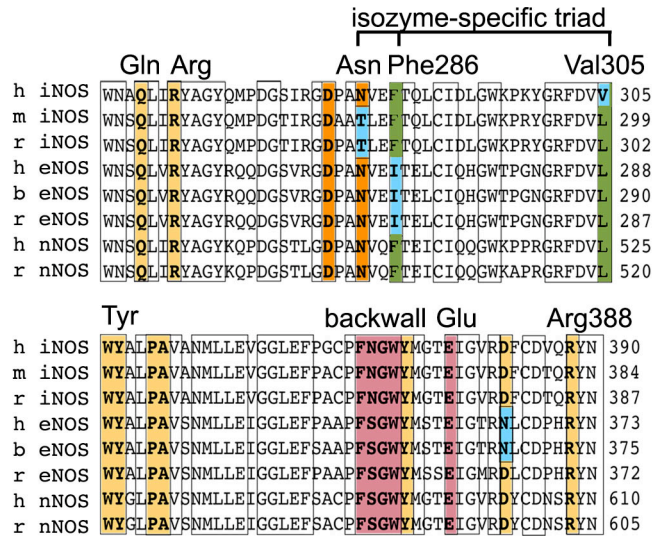 isozyme-specific triad
Gln Arg Asn Phe286 Val305
h iNOS WNAQLIRYAGYQMPDGSIRGDPANVEFTQLCIDLGWKPKYGRFDVV 305
m iNOS WNSQLIRYAGYQMPDGTIRGDAATVEFTQLCIDLGWKPRYGRFDVL 299
r iNOS WNSQLIRYAGYQMPDGTIRGDPATVEFTQLCIDLGWKPRYGRFDVL 302
h eNOS WNSQLVRYAGYRQQDGSVRGDPANVEITELCIQHGWTPGNGRFDVL 288
b eNOS WNSQLVRYAGYRQQDGSVRGDPANVEITELCIQHGWTPGNGRFDVL 290
r eNOS WNSQLVRYAGYRQQDGSVRGDPANVEITELCIQHGWTPGNGRFDVL 287
h nNOS WNSQLIRYAGYKQPDGSTLGDPANVQFTEICIQQGWKPPRGRFDVL 525
r nNOS WNSQLIRYAGYKQPDGSTLGDPANVQFTEICIQQGWKAPRGRFDVL 520
Tyr backwall Glu Arg388
h iNOS WYALPAVANMLLEVGGLEFPGCPFNGWYMGTEIGVRDFCDVQRYN 390
m iNOS WYALPAVANMLLEVGGLEFPACPFNGWYMGTEIGVRDFCDTQRYN 384
r iNOS WYALPAVANMLLEVGGLEFPACPFNGWYMGTEIGVRDFCDTQRYN 387
h eNOS WYALPAVSNMLLEIGGLEFPAAPFSGWYMSTEIGTRNLCDPHRYN 373
b eNOS WYALPAVSNMLLEIGGLEFSAAPFSGWYMSTEIGTRNLCDPHRYN 375
r eNOS WYALPAVSNMLLEIGGLEFPAAPFSGWYMSSEIGMRDLCDPHRYN 372
h nNOS WYGLPAVSNMLLEIGGLEFSACPFSGWYMGTEIGVRDYCDNSRYN 610
r nNOS WYGLPAVSNMLLEIGGLEFSACPFSGWYMGTEIGVRDYCDNSRYN 605